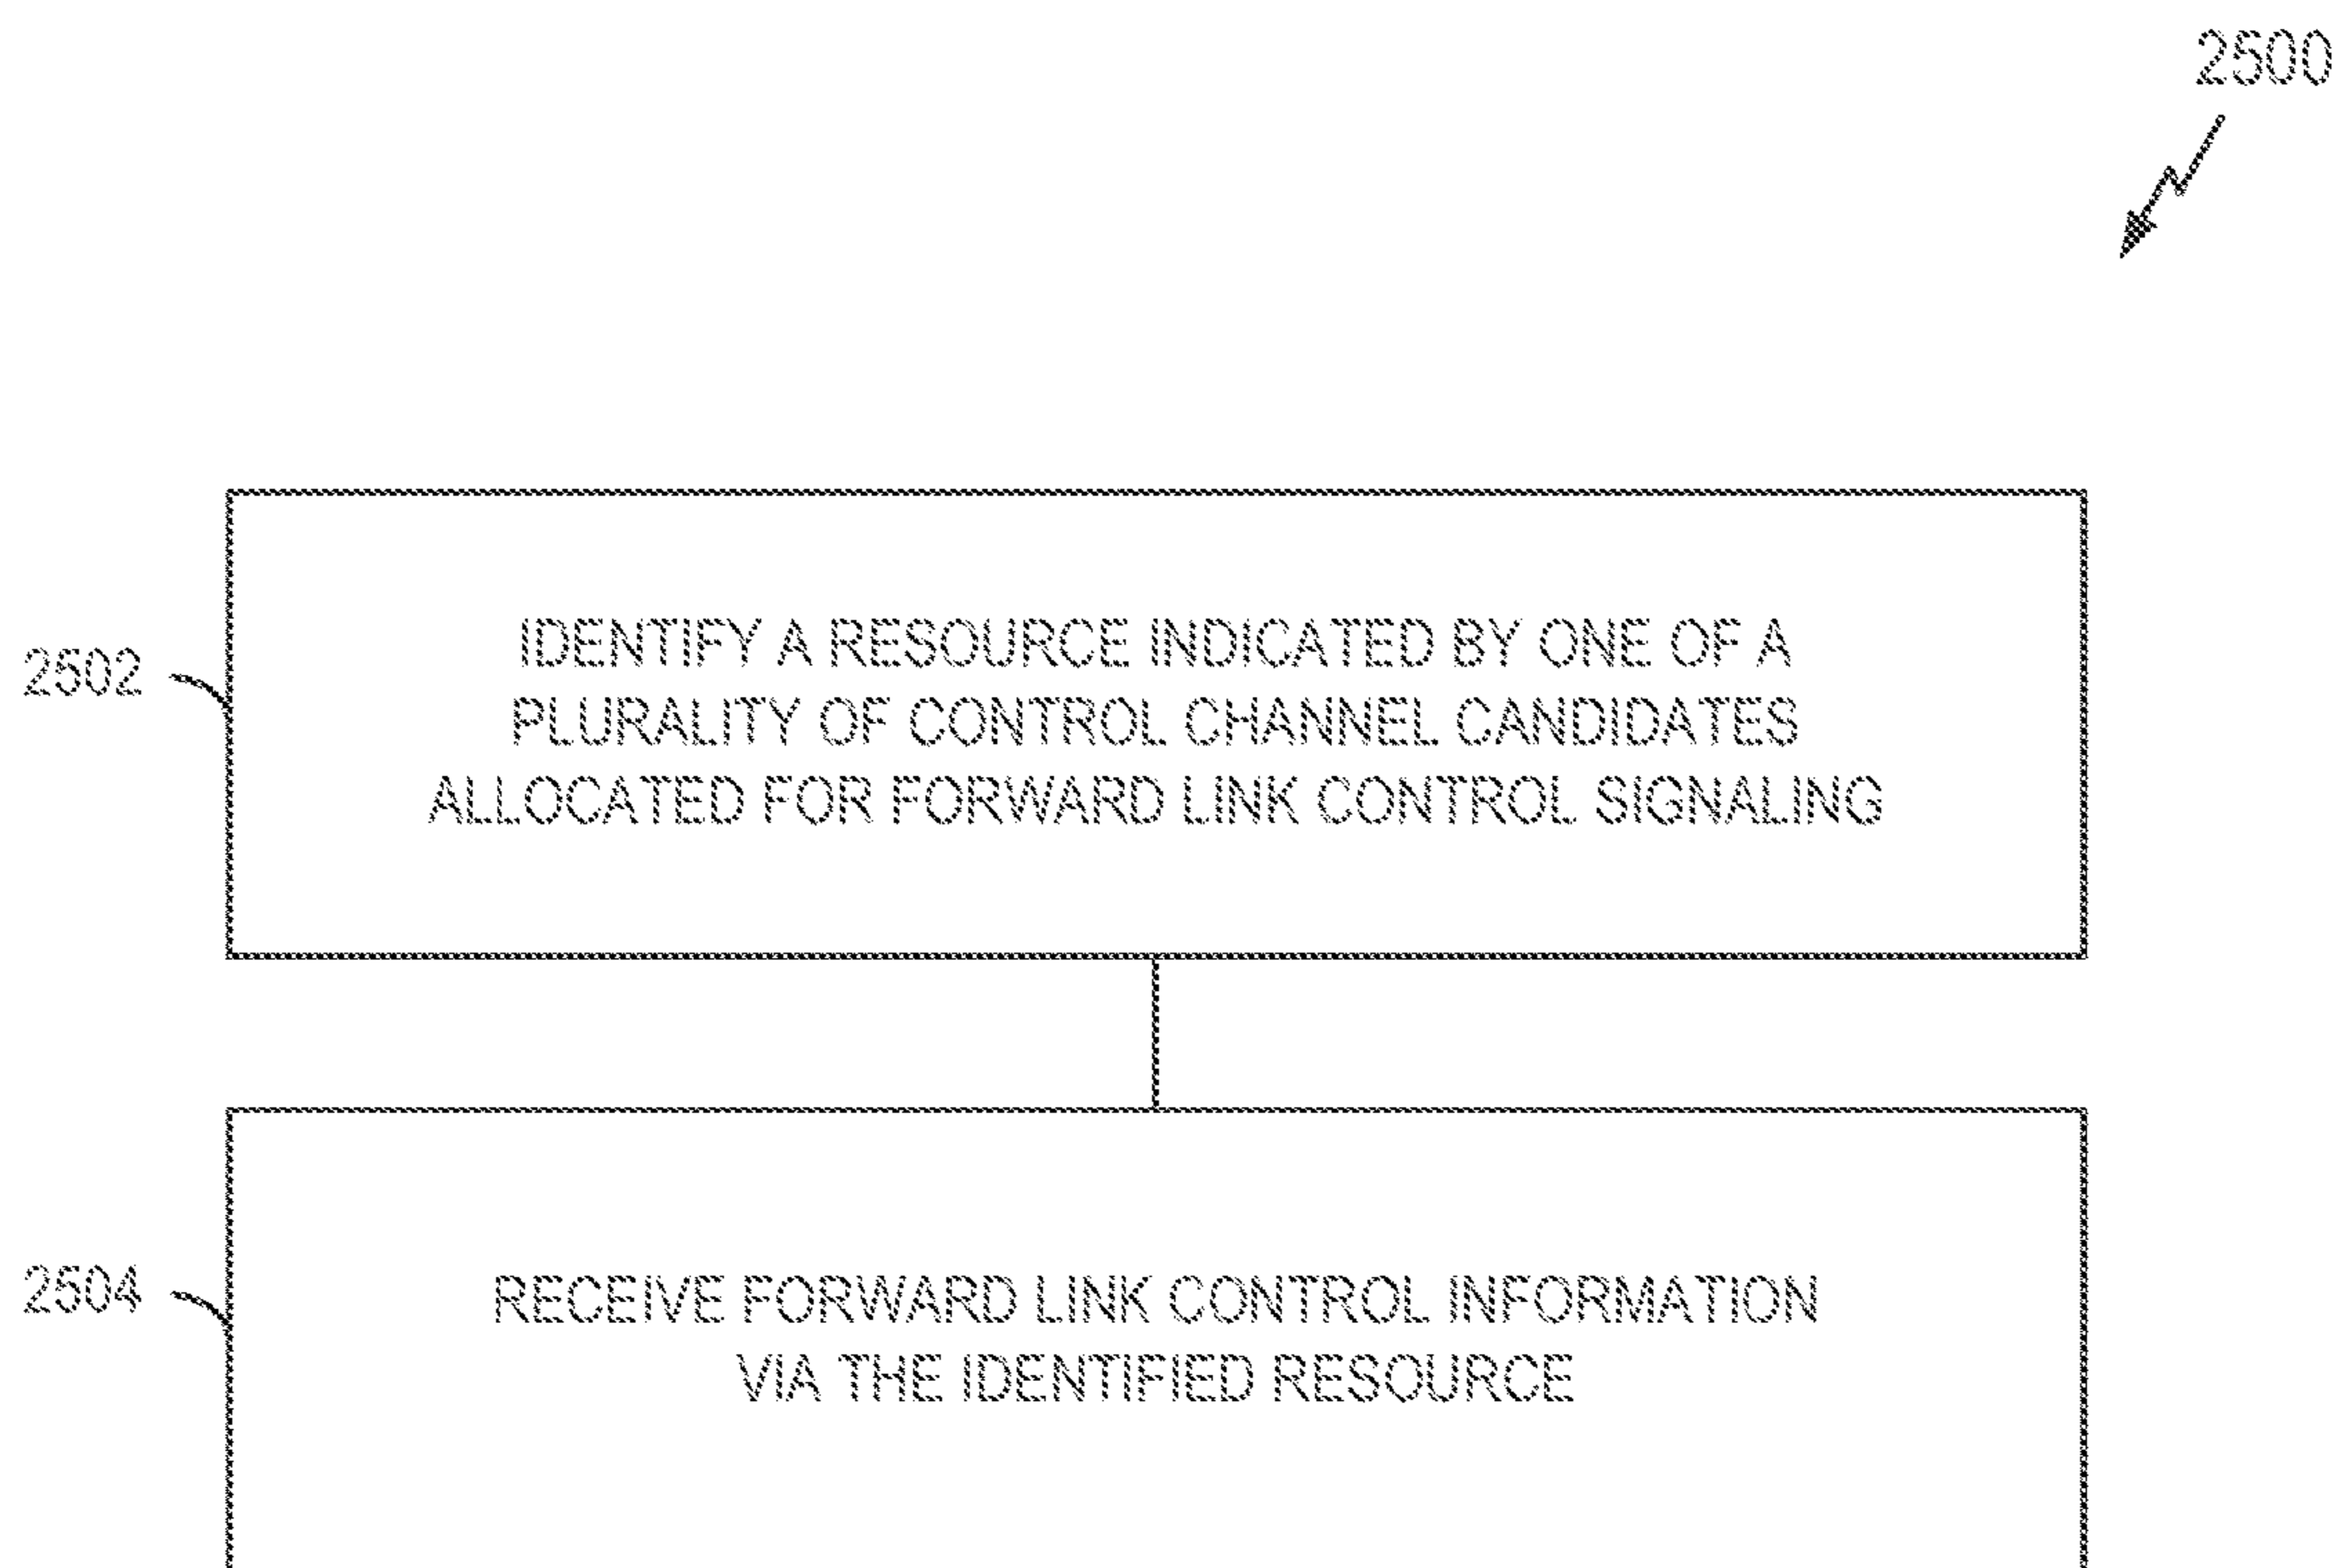 2500
2502
IDENTIFY A RESOURCE INDICATED BY ONE OF A
PLURALITY OF CONTROL CHANNEL CANDIDATES
ALLOCATED FOR FORWARD LINK CONTROL SIGNALING
2504
RECEIVE FORWARD LINK CONTROL INFORMATION
VIA THE IDENTIFIED RESOURCE